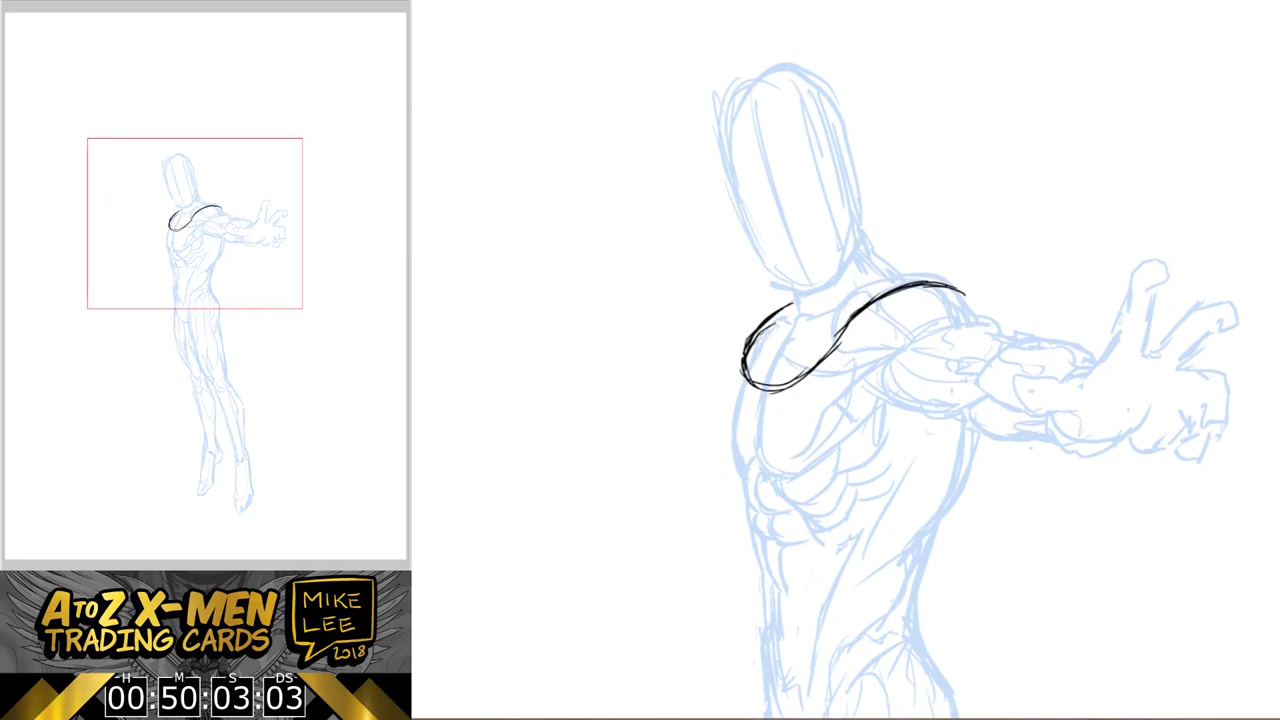 A TO Z X-MEN
TRADING CARDS
MIKE
LEE
2018
-H- -M- -S- -DS-
00:50:03:03